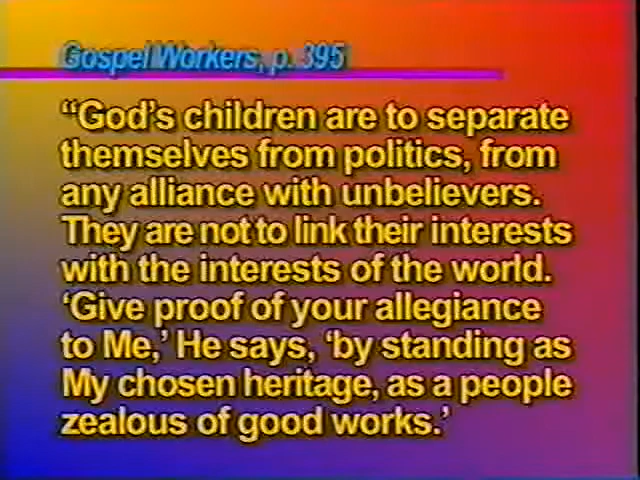 Gospel Workers, p. 395
“God’s children are to separate
themselves from politics, from
any alliance with unbelievers.
They are not to link their interests
with the interests of the world.
‘Give proof of your allegiance
to Me,’ He says, ‘by standing as
My chosen heritage, as a people
zealous of good works.’